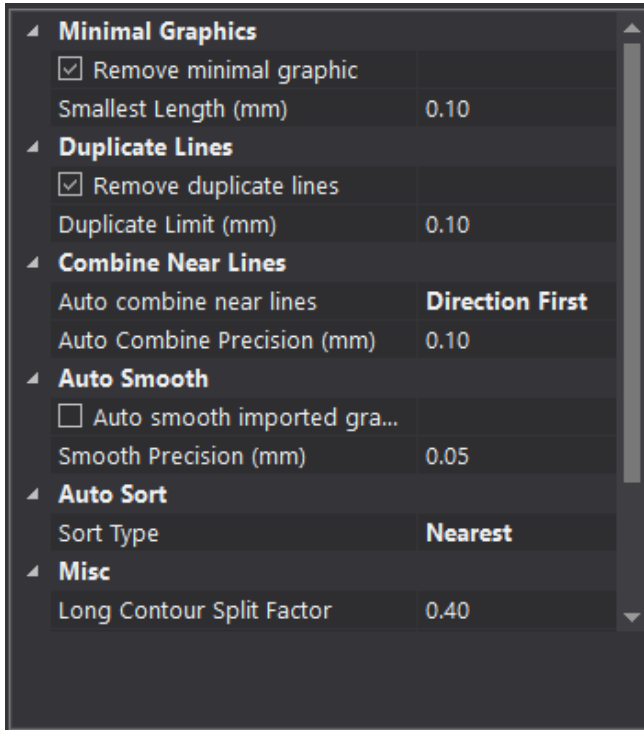 Minimal Graphics
Remove minimal graphic
Smallest Length (mm) 0.10
Duplicate Lines
Remove duplicate lines
Duplicate Limit (mm) 0.10
Combine Near Lines
Auto combine near lines Direction First
Auto Combine Precision (mm) 0.10
Auto Smooth
Auto smooth imported gra...
Smooth Precision (mm) 0.05
Auto Sort
Sort Type Nearest
Misc
Long Contour Split Factor 0.40